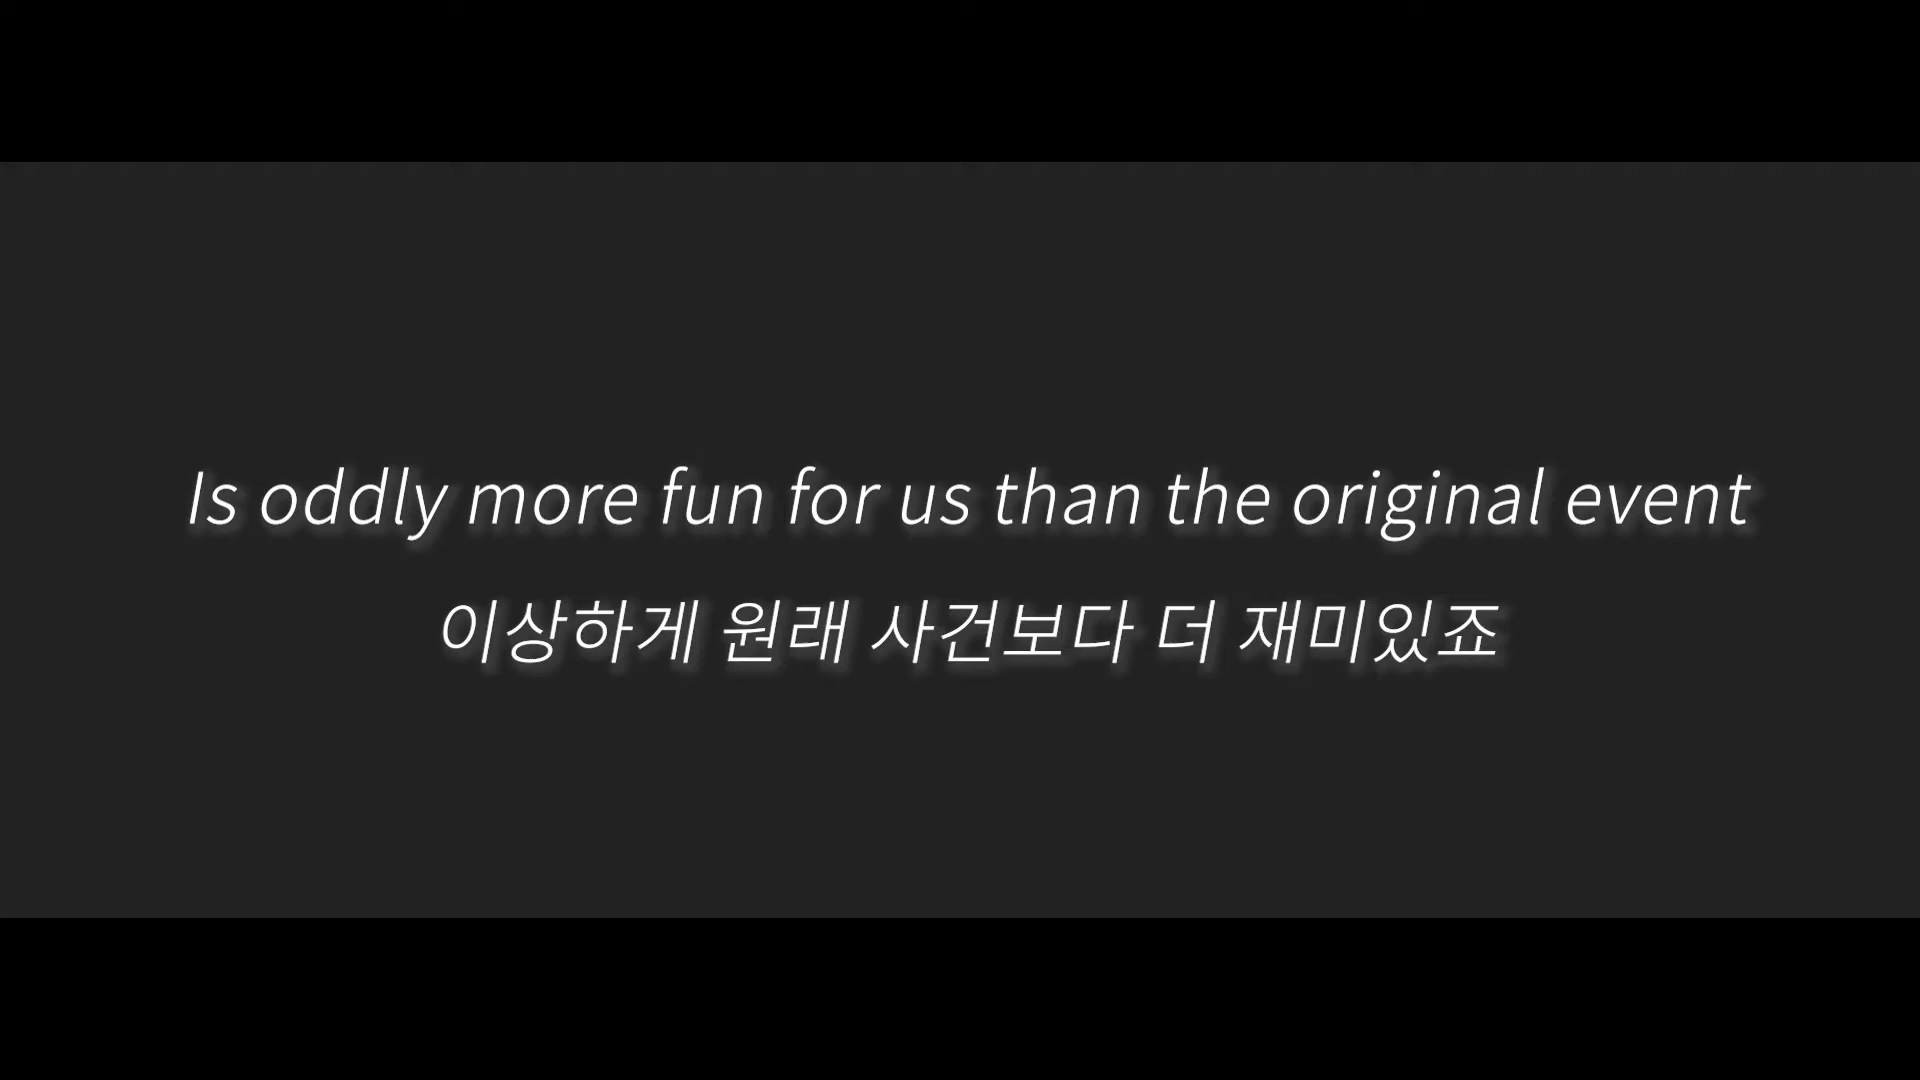 Is oddly more fun for us than the original event
이상하게 원래 사건보다 더 재미있죠